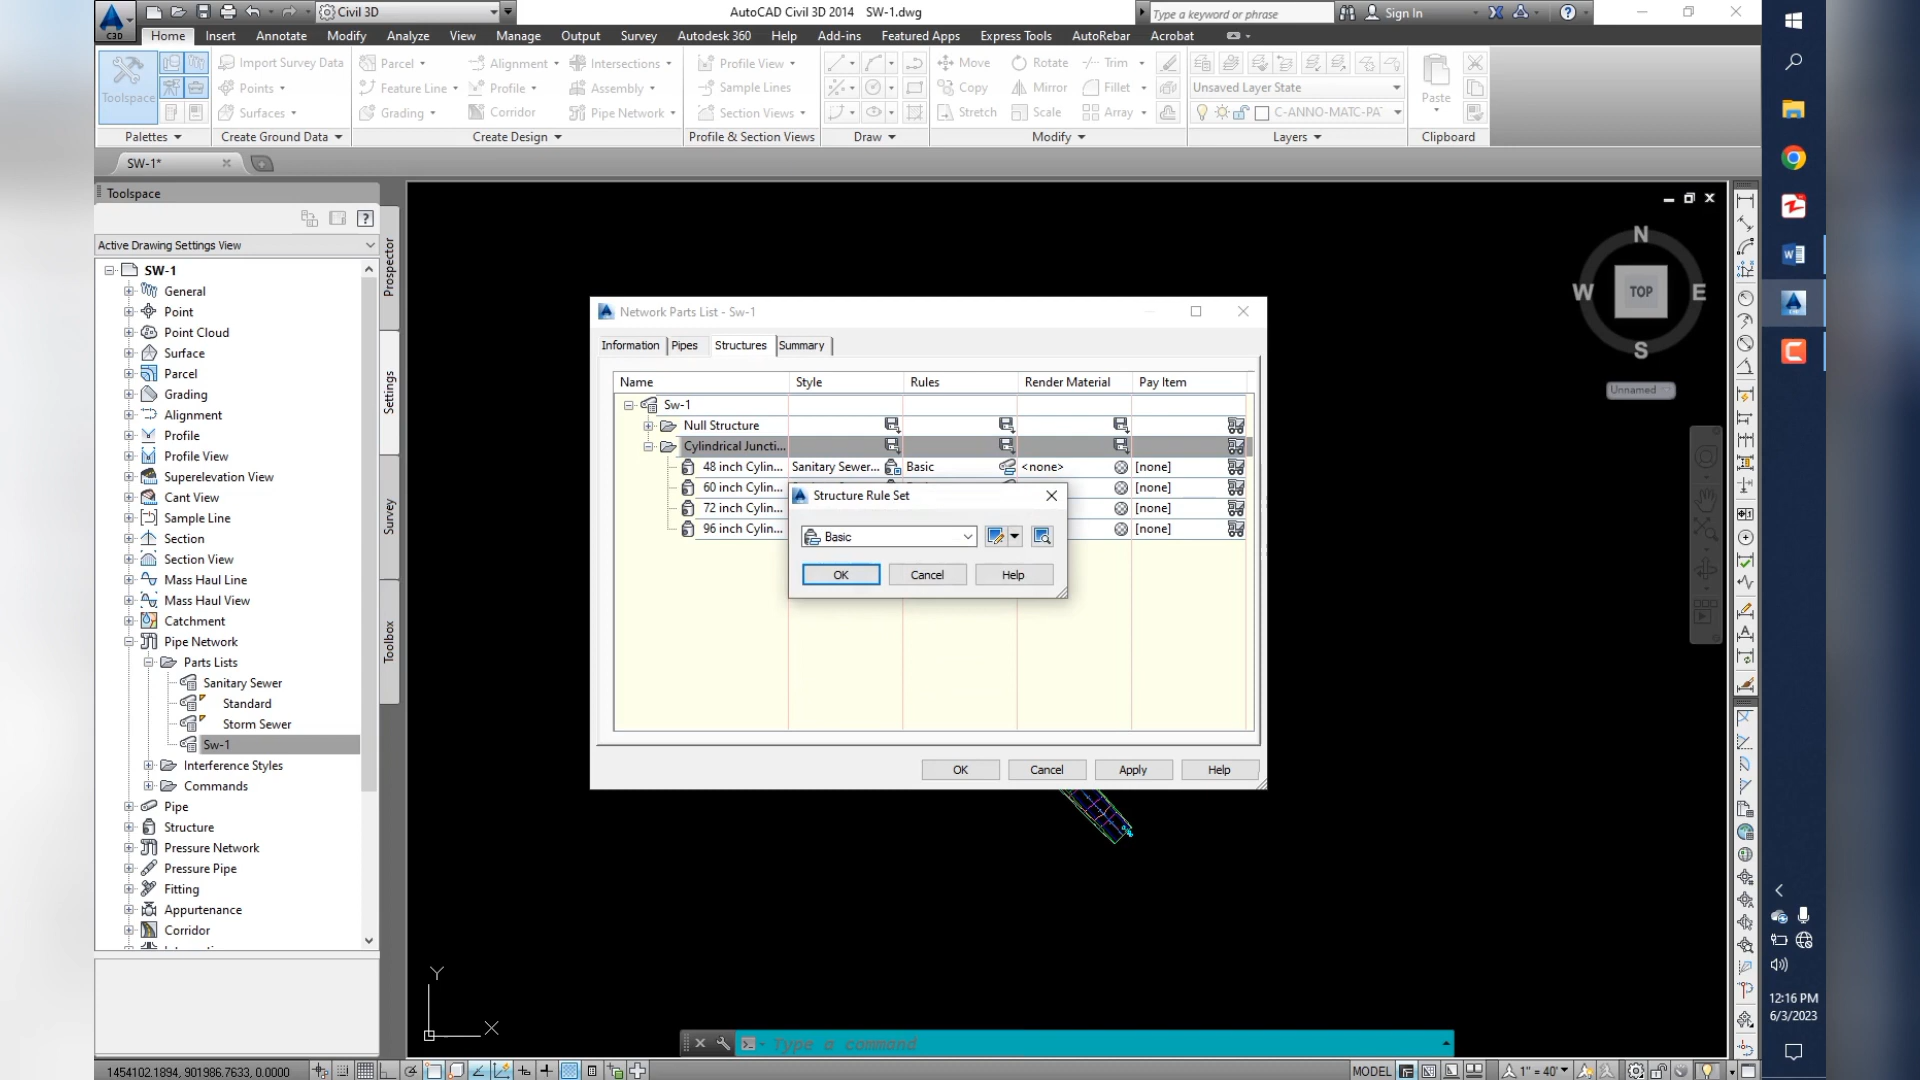 Civil 3D
AutoCAD Civil 3D 2014 SW-1.dwg
Type a keyword or phrase
Sign In
C3D
Home Insert Annotate Modify Analyze View Manage Output Survey Autodesk 360 Help Add-ins Featured Apps Express Tools AutoRebar Acrobat
Toolspace
Import Survey Data
Points
Surfaces
Parcel
Feature Line
Grading
Alignment
Profile
Corridor
Intersections
Assembly
Pipe Network
Profile View
Sample Lines
Section Views
Move
Copy
Stretch
Rotate
Mirror
Scale
Trim
Fillet
Array
Unsaved Layer State
C-ANNO-MATC-PA
Paste
Palettes
Create Ground Data
Create Design
Profile & Section Views
Draw
Modify
Layers
Clipboard
SW-1*
Toolspace
Active Drawing Settings View
SW-1
General
Point
Point Cloud
Surface
Parcel
Grading
Alignment
Profile
Profile View
Superelevation View
Cant View
Sample Line
Section
Section View
Mass Haul Line
Mass Haul View
Catchment
Pipe Network
Parts Lists
Sanitary Sewer
Standard
Storm Sewer
Sw-1
Interference Styles
Commands
Pipe
Structure
Pressure Network
Pressure Pipe
Fitting
Appurtenance
Corridor
Prospector
Settings
Survey
Toolbox
Network Parts List - Sw-1
Information Pipes Structures Summary
Name Style Rules Render Material Pay Item
Sw-1
Null Structure
Cylindrical Juncti...
48 inch Cylin... Sanitary Sewer... Basic <none> [none]
60 inch Cylin... [none]
72 inch Cylin... [none]
96 inch Cylin... [none]
Structure Rule Set
Basic
OK Cancel Help
OK Cancel Apply Help
N
W TOP E
S
Unnamed
Y
X
Type a command
1454102.1894, 901986.7633, 0.0000
MODEL
1" = 40'
12:16 PM
6/3/2023